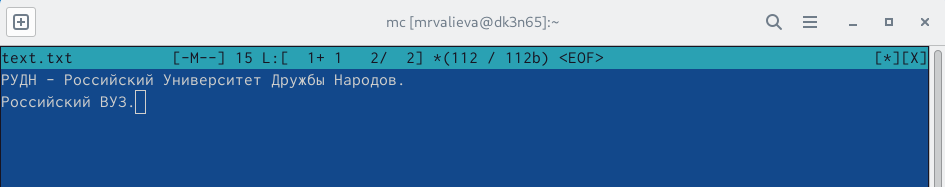 mc [mrvalieva@dk3n65]:~
text.txt [-M--] 15 L:[ 1+ 1 2/ 2] *(112 / 112b) <EOF> [*][X]
РУДН - Российский Университет Дружбы Народов.
Российский ВУЗ.